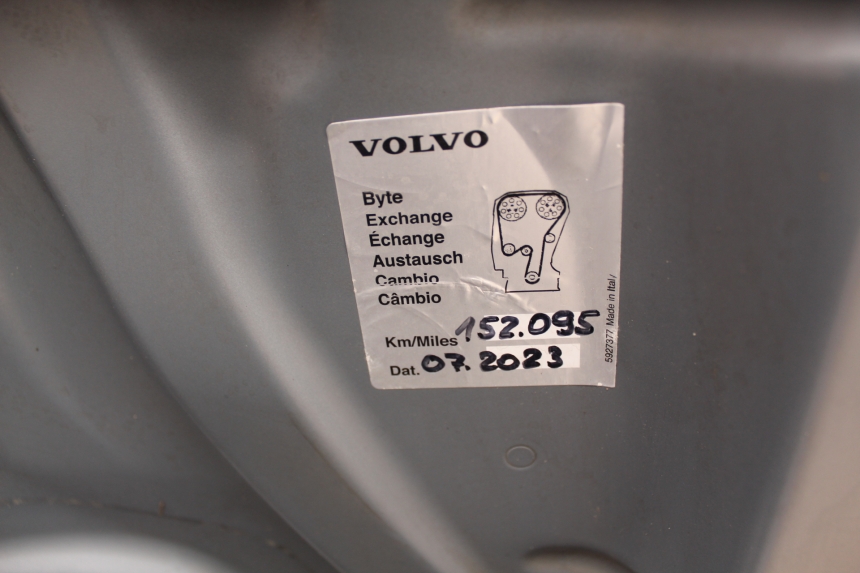 VOLVO
Byte
Exchange
Échange
Austausch
Cambio
Câmbio
Km/Miles 152.095
Dat. 07.2023
5927377 Made in Italy